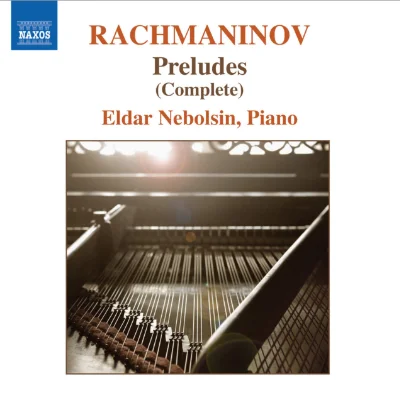 NAXOS
RACHMANINOV
Preludes
(Complete)
Eldar Nebolsin, Piano